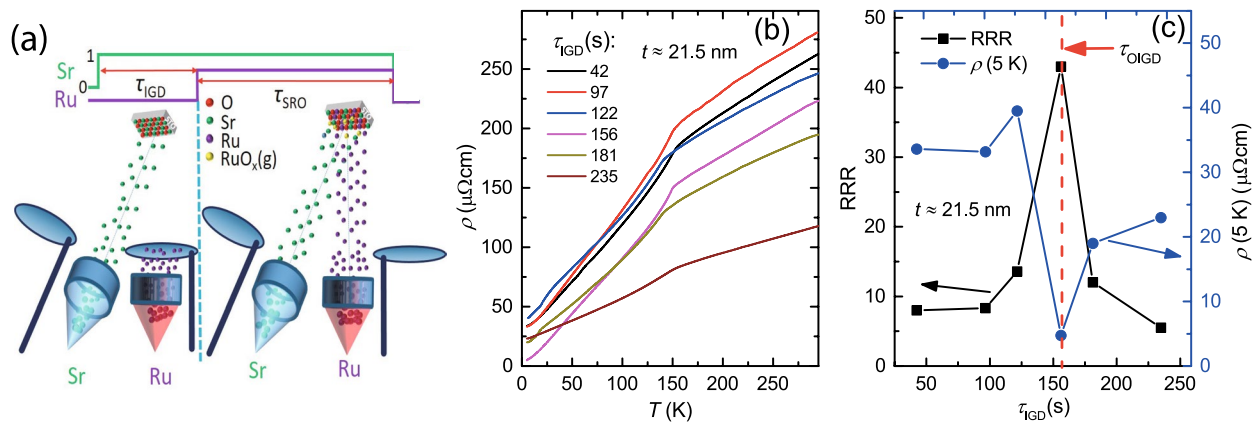 (a)
1
0
Sr
Ru
τIGD
τSRO
O
Sr
Ru
RuOx(g)
Sr
Ru
Sr
Ru
(b)
τIGD(s):
t ≈ 21.5 nm
42
97
122
156
181
235
ρ (μΩcm)
250
200
150
100
50
0
0 50 100 150 200 250
T (K)
(c)
RRR
ρ (5 K)
τOIGD
t ≈ 21.5 nm
RRR
50
40
30
20
10
0
50 100 150 200 250
τIGD(s)
50
40
30
20
10
0
ρ (5 K) (μΩcm)